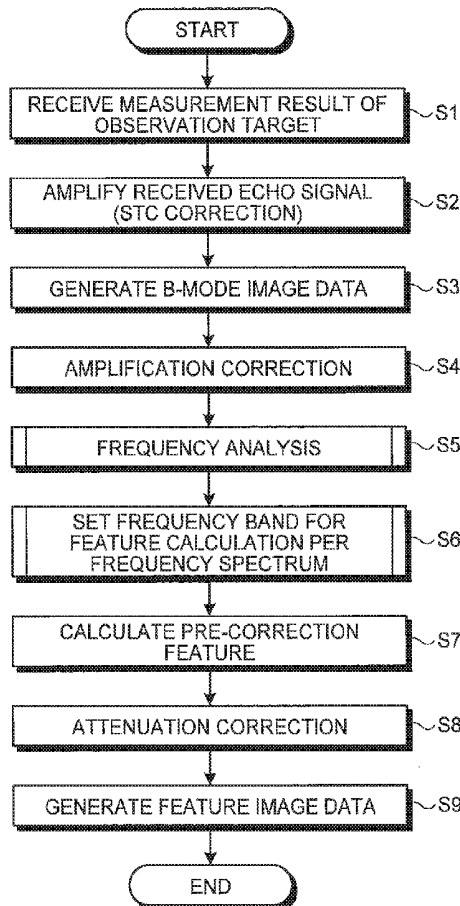 START
RECEIVE MEASUREMENT RESULT OF
OBSERVATION TARGET
S1
AMPLIFY RECEIVED ECHO SIGNAL
(STC CORRECTION)
S2
GENERATE B-MODE IMAGE DATA
S3
AMPLIFICATION CORRECTION
S4
FREQUENCY ANALYSIS
S5
SET FREQUENCY BAND FOR
FEATURE CALCULATION PER
FREQUENCY SPECTRUM
S6
CALCULATE PRE-CORRECTION
FEATURE
S7
ATTENUATION CORRECTION
S8
GENERATE FEATURE IMAGE DATA
S9
END